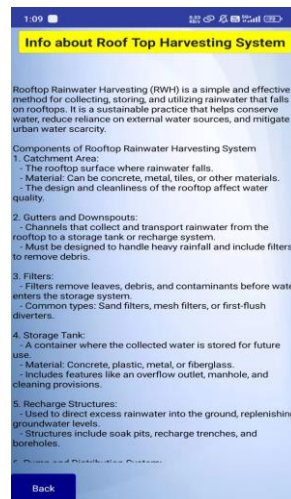 1:09
Info about Roof Top Harvesting System
Rooftop Rainwater Harvesting (RWH) is a simple and effective
method for collecting, storing, and utilizing rainwater that falls
on rooftops. It is a sustainable practice that helps conserve
water, reduce reliance on external water sources, and mitigate
urban water scarcity.
Components of Rooftop Rainwater Harvesting System
1. Catchment Area:
- The rooftop surface where rainwater falls.
- Material: Can be concrete, metal, tiles, or other materials.
- The design and cleanliness of the rooftop affect water
quality.
2. Gutters and Downspouts:
- Channels that collect and transport rainwater from the
rooftop to a storage tank or recharge system.
- Must be designed to handle heavy rainfall and include filters
to remove debris.
3. Filters:
- Filters remove leaves, debris, and contaminants before wate
enters the storage system.
- Common types: Sand filters, mesh filters, or first-flush
diverters.
4. Storage Tank:
- A container where the collected water is stored for future
use.
- Material: Concrete, plastic, metal, or fiberglass.
- Includes features like an overflow outlet, manhole, and
cleaning provisions.
5. Recharge Structures:
- Used to direct excess rainwater into the ground, replenishing
groundwater levels.
- Structures include soak pits, recharge trenches, and
boreholes.
Back